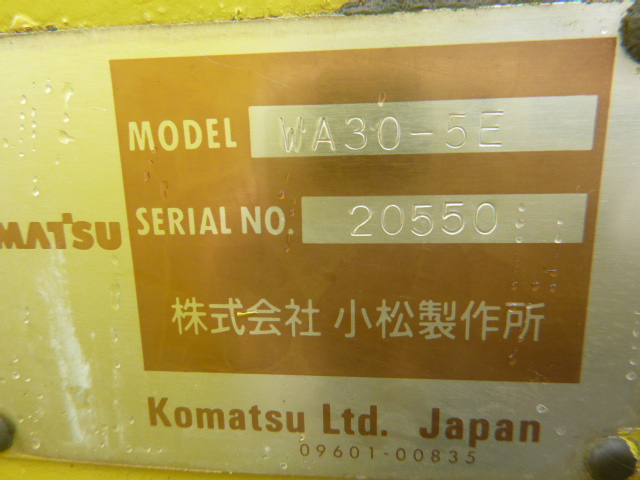 MODEL WA30-5E
OMATSU
SERIAL NO. 20550
株式会社 小松製作所
Komatsu Ltd. Japan
09601-00835